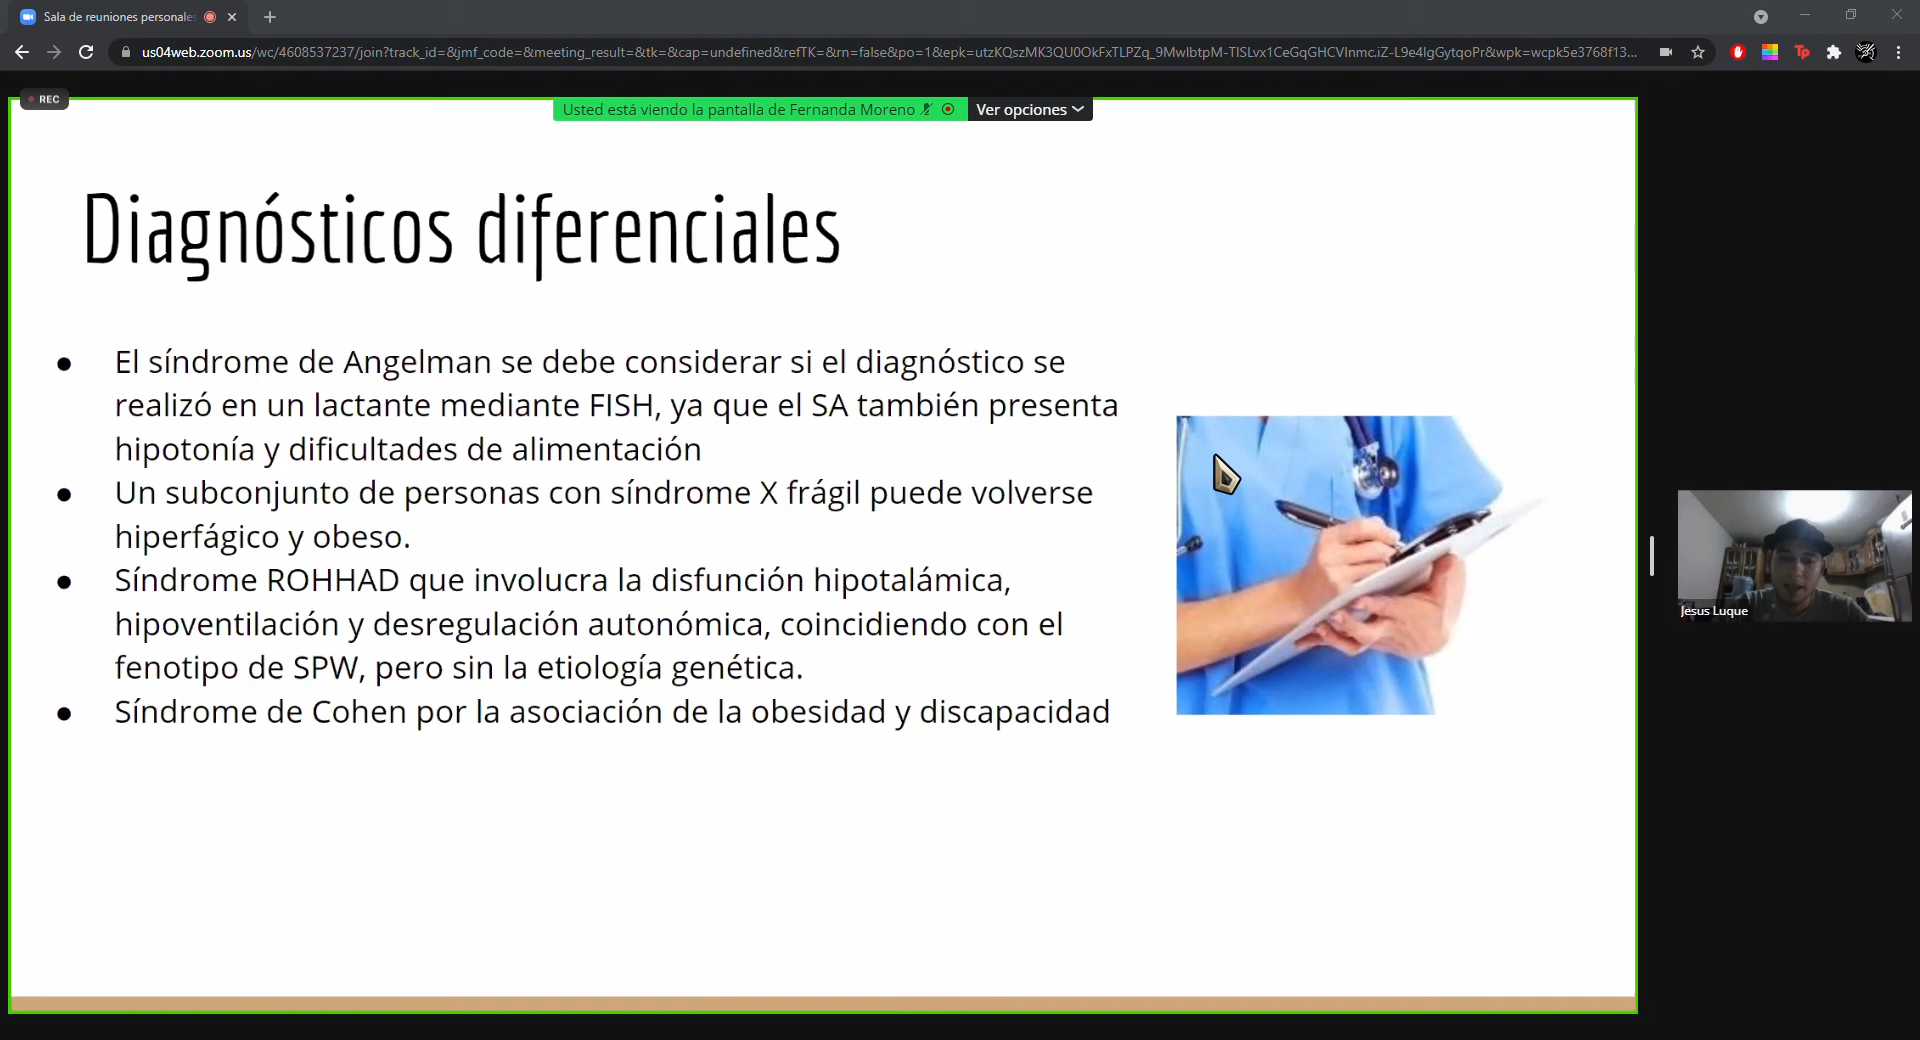 Sala de reuniones personales
us04web.zoom.us/wc/4608537237/join?track_id=&jmf_code=&meeting_result=&tk=&cap=undefined&refTK=&rn=false&po=1&epk=utzKQszMK3QU0OkFxTLPZq_9MwIbtpM-TISLvx1CeGqGHCVInmc.iZ-L9e4IgGytqoPr&wpk=wcpk5e3768f13...
REC
Usted está viendo la pantalla de Fernanda Moreno
Ver opciones
Diagnósticos diferenciales
● El síndrome de Angelman se debe considerar si el diagnóstico se
realizó en un lactante mediante FISH, ya que el SA también presenta
hipotonía y dificultades de alimentación
● Un subconjunto de personas con síndrome X frágil puede volverse
hiperfágico y obeso.
● Síndrome ROHHAD que involucra la disfunción hipotalámica,
hipoventilación y desregulación autonómica, coincidiendo con el
fenotipo de SPW, pero sin la etiología genética.
● Síndrome de Cohen por la asociación de la obesidad y discapacidad
Jesus Luque